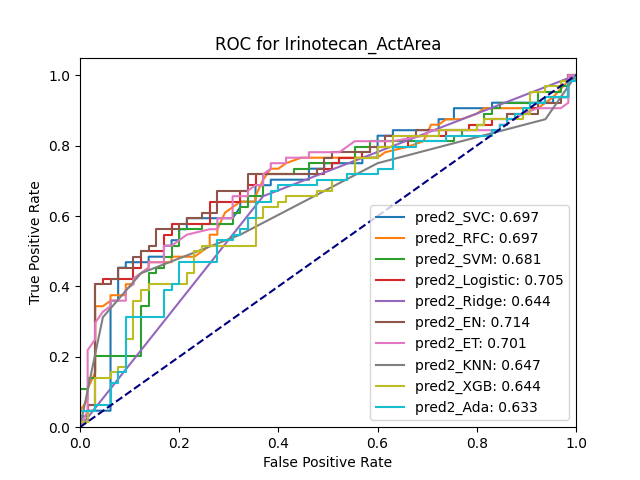 ROC for Irinotecan_ActArea
True Positive Rate
1.0
0.8
0.6
0.4
0.2
0.0
pred2_SVC: 0.697
pred2_RFC: 0.697
pred2_SVM: 0.681
pred2_Logistic: 0.705
pred2_Ridge: 0.644
pred2_EN: 0.714
pred2_ET: 0.701
pred2_KNN: 0.647
pred2_XGB: 0.644
pred2_Ada: 0.633
0.0 0.2 0.4 0.6 0.8 1.0
False Positive Rate